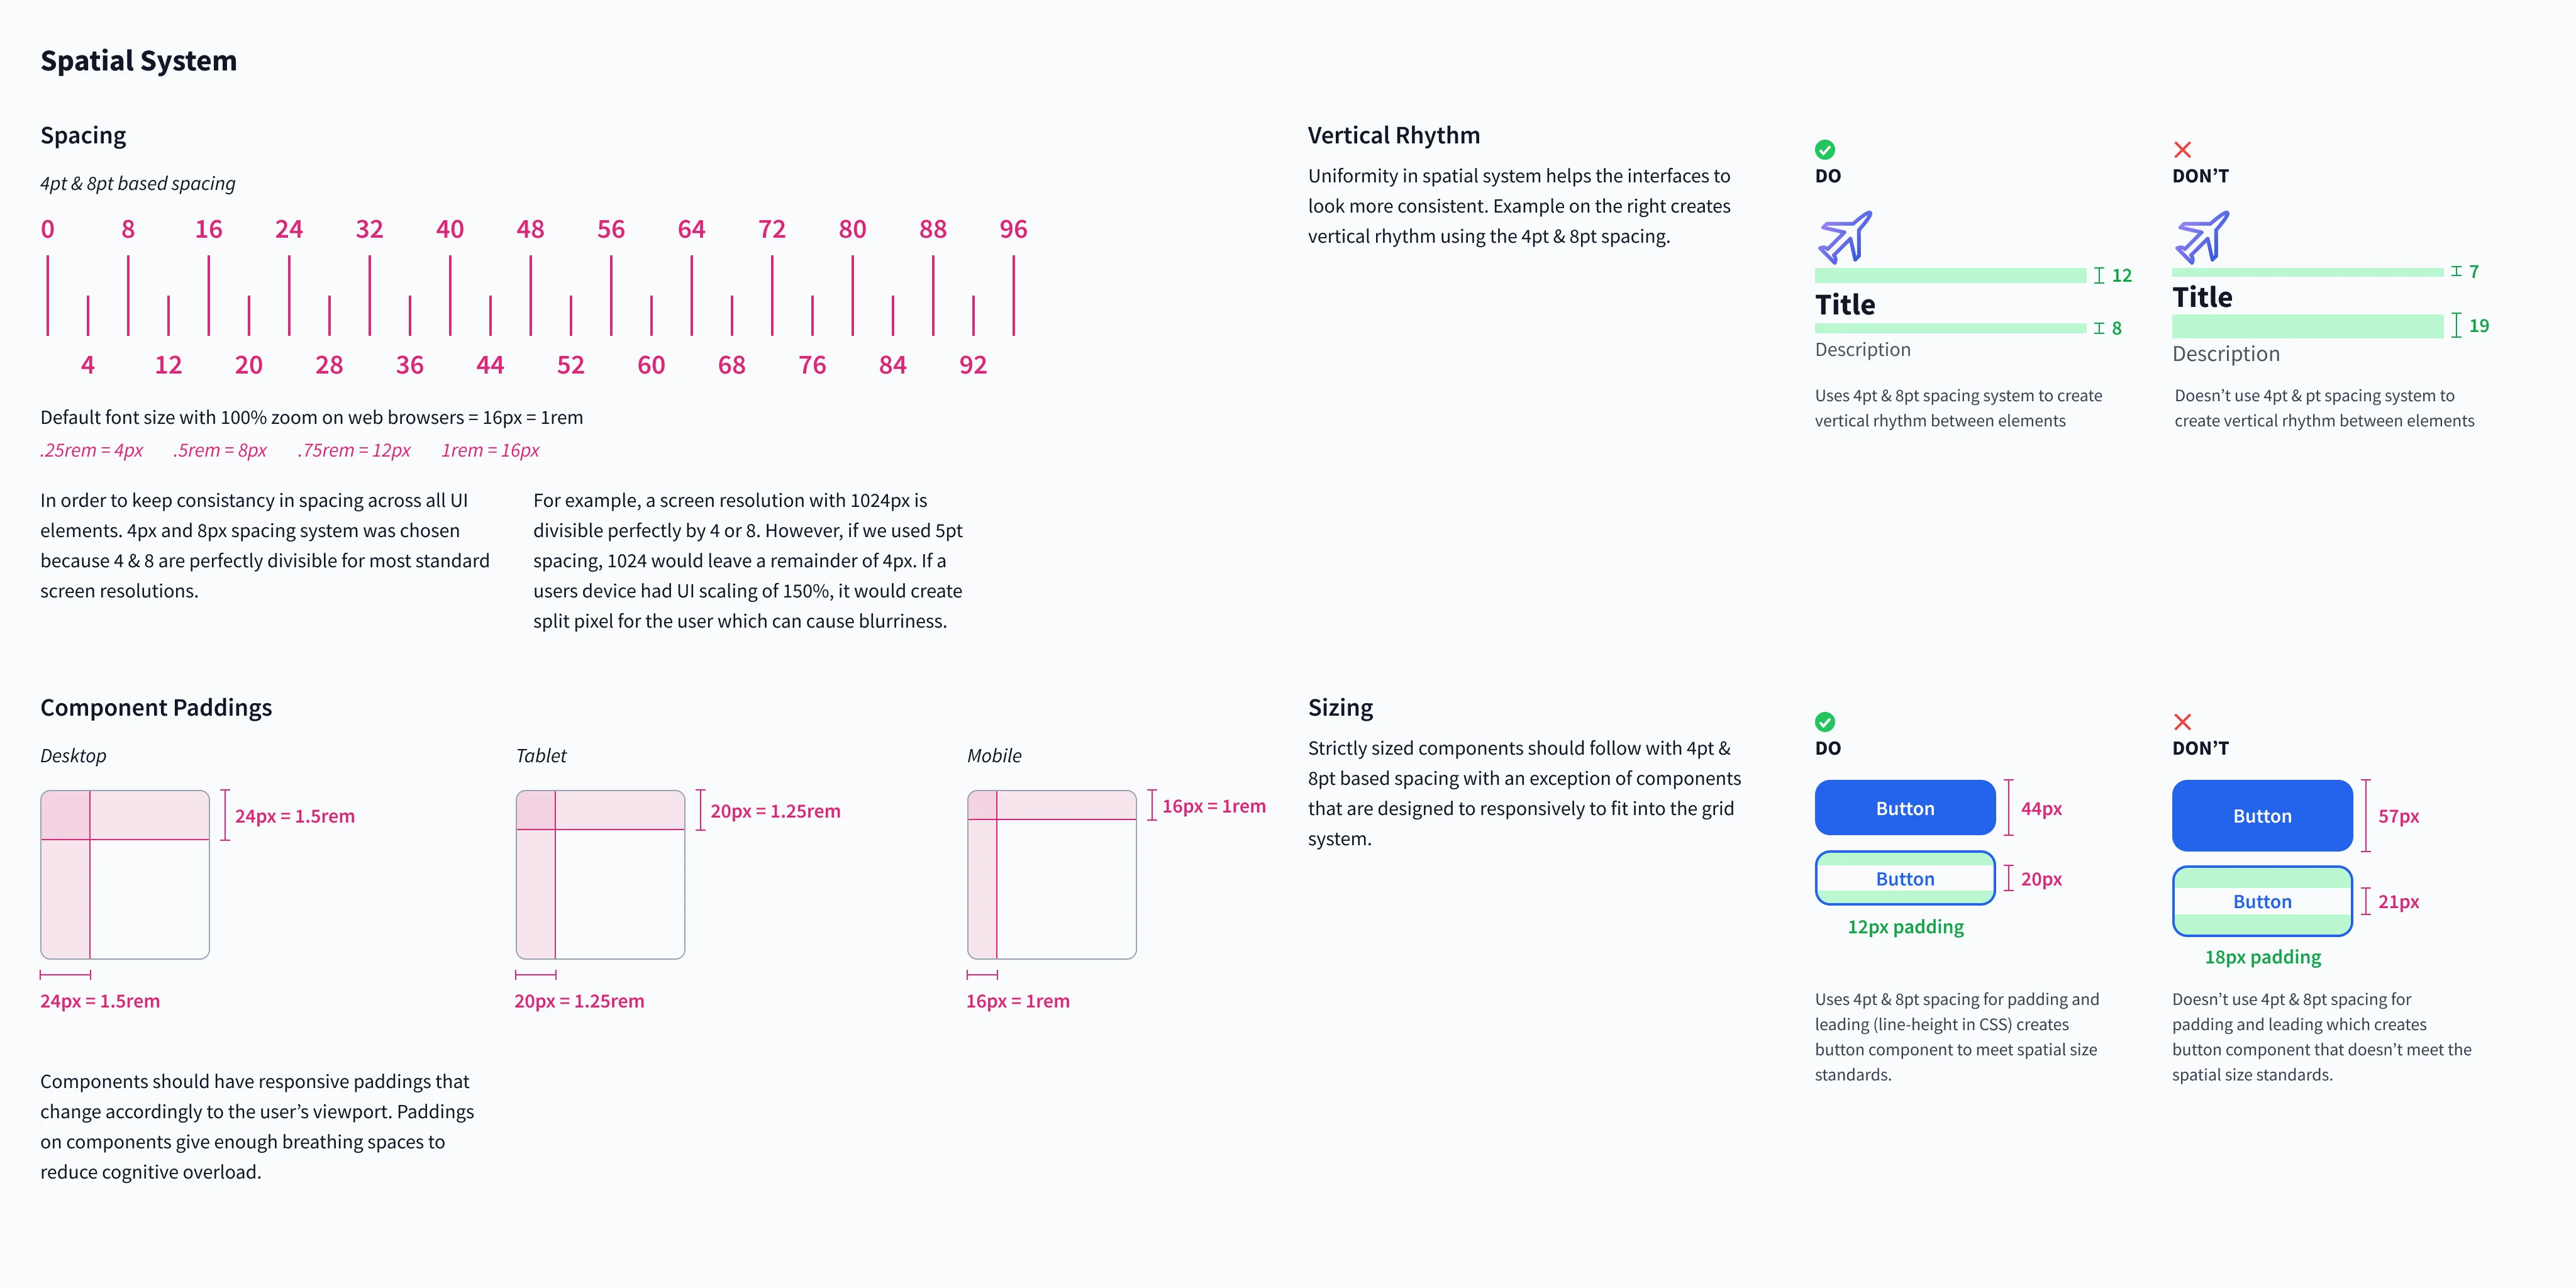 Spatial System
Spacing
4pt & 8pt based spacing
0 8 16 24 32 40 48 56 64 72 80 88 96
4 12 20 28 36 44 52 60 68 76 84 92
Default font size with 100% zoom on web browsers = 16px = 1rem
.25rem = 4px .5rem = 8px .75rem = 12px 1rem = 16px
In order to keep consistancy in spacing across all UI
elements. 4px and 8px spacing system was chosen
because 4 & 8 are perfectly divisible for most standard
screen resolutions.
For example, a screen resolution with 1024px is
divisible perfectly by 4 or 8. However, if we used 5pt
spacing, 1024 would leave a remainder of 4px. If a
users device had UI scaling of 150%, it would create
split pixel for the user which can cause blurriness.
Vertical Rhythm
Uniformity in spatial system helps the interfaces to
look more consistent. Example on the right creates
vertical rhythm using the 4pt & 8pt spacing.
DO
12
Title
8
Description
Uses 4pt & 8pt spacing system to create
vertical rhythm between elements
DON’T
7
Title
19
Description
Doesn’t use 4pt & pt spacing system to
create vertical rhythm between elements
Component Paddings
Desktop
24px = 1.5rem
24px = 1.5rem
Tablet
20px = 1.25rem
20px = 1.25rem
Mobile
16px = 1rem
16px = 1rem
Components should have responsive paddings that
change accordingly to the user’s viewport. Paddings
on components give enough breathing spaces to
reduce cognitive overload.
Sizing
Strictly sized components should follow with 4pt &
8pt based spacing with an exception of components
that are designed to responsively to fit into the grid
system.
DO
Button
44px
Button
20px
12px padding
Uses 4pt & 8pt spacing for padding and
leading (line-height in CSS) creates
button component to meet spatial size
standards.
DON’T
Button
57px
Button
21px
18px padding
Doesn’t use 4pt & 8pt spacing for
padding and leading which creates
button component that doesn’t meet the
spatial size standards.